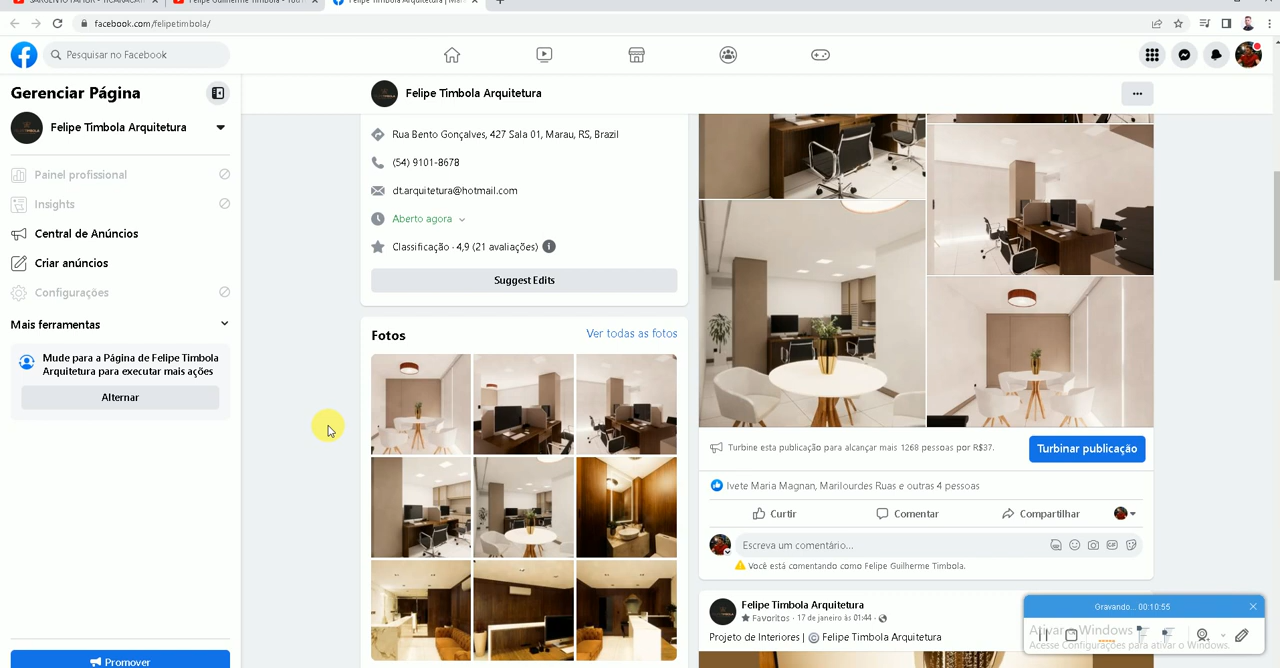 facebook.com/felipetimbola/
Pesquisar no Facebook
Gerenciar Página
Felipe Timbola Arquitetura
Painel profissional
Insights
Central de Anúncios
Criar anúncios
Configurações
Mais ferramentas
Mude para a Página de Felipe Timbola
Arquitetura para executar mais ações
Alternar
Promover
Felipe Timbola Arquitetura
Rua Bento Gonçalves, 427 Sala 01, Marau, RS, Brazil
(54) 9101-8678
dt.arquitetura@hotmail.com
Aberto agora
Classificação · 4,9 (21 avaliações)
Suggest Edits
Fotos
Ver todas as fotos
Turbine esta publicação para alcançar mais 1268 pessoas por R$37.
Turbinar publicação
Ivete Maria Magnan, Marilourdes Ruas e outras 4 pessoas
Curtir
Comentar
Compartilhar
Escreva um comentário...
Você está comentando como Felipe Guilherme Timbola.
Felipe Timbola Arquitetura
Favoritos · 17 de janeiro às 01:44 ·
Projeto de Interiores | © Felipe Timbola Arquitetura
Gravando... 00:10:55
Ativar o Windows
Acesse Configurações para ativar o Windows.